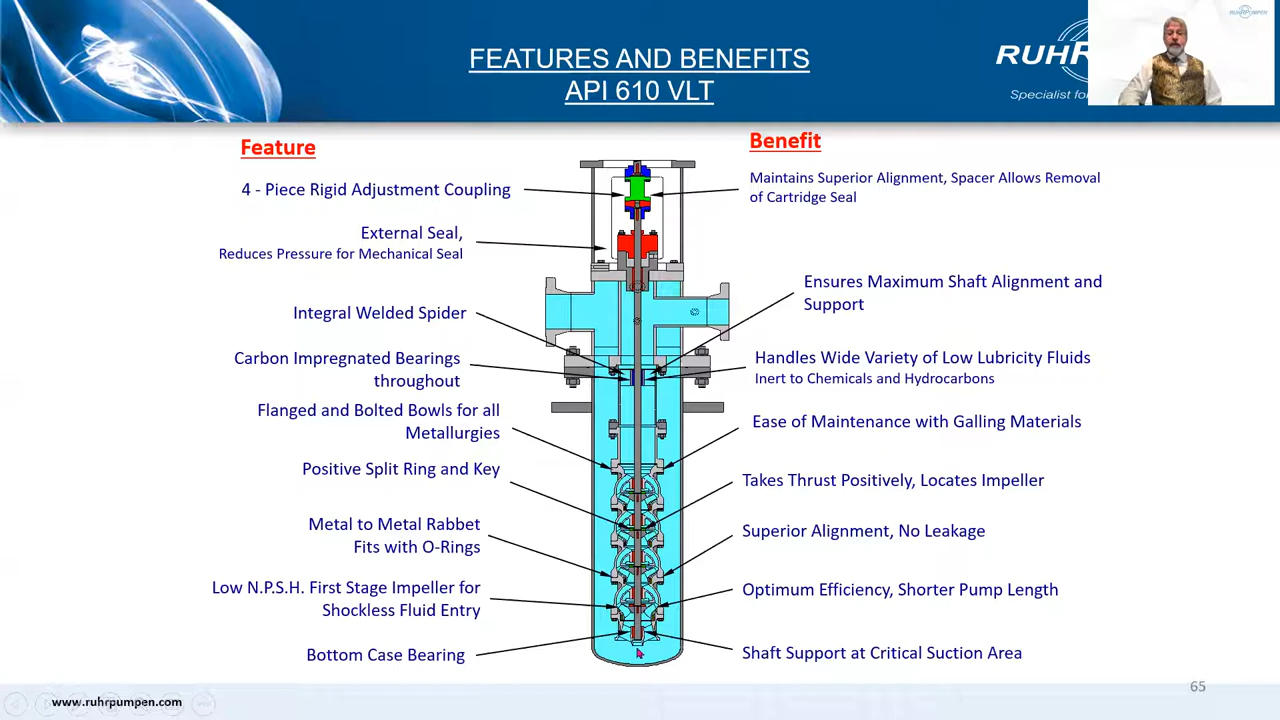 FEATURES AND BENEFITS
API 610 VLT
RUHRPUMPEN
Specialist for
Feature
Benefit
4 - Piece Rigid Adjustment Coupling
Maintains Superior Alignment, Spacer Allows Removal
of Cartridge Seal
External Seal,
Reduces Pressure for Mechanical Seal
Ensures Maximum Shaft Alignment and
Support
Integral Welded Spider
Carbon Impregnated Bearings
throughout
Handles Wide Variety of Low Lubricity Fluids
Inert to Chemicals and Hydrocarbons
Flanged and Bolted Bowls for all
Metallurgies
Ease of Maintenance with Galling Materials
Positive Split Ring and Key
Takes Thrust Positively, Locates Impeller
Metal to Metal Rabbet
Fits with O-Rings
Superior Alignment, No Leakage
Low N.P.S.H. First Stage Impeller for
Shockless Fluid Entry
Optimum Efficiency, Shorter Pump Length
Bottom Case Bearing
Shaft Support at Critical Suction Area
65
www.ruhrpumpen.com